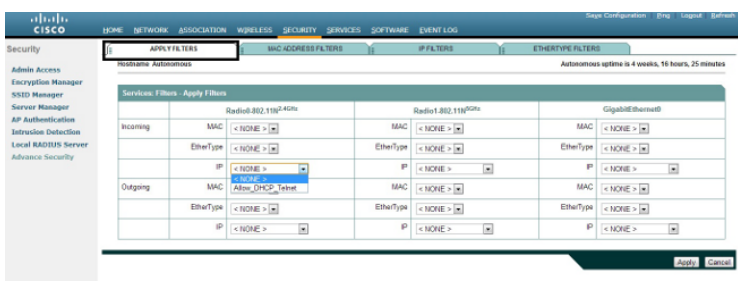 Save Configuration | Ping | Logout | Refresh
CISCO
HOME NETWORK ASSOCIATION WIRELESS SECURITY SERVICES SOFTWARE EVENT LOG
Security
APPLY FILTERS MAC ADDRESS FILTERS IP FILTERS ETHERTYPE FILTERS
Hostname Autonomous Autonomous uptime is 4 weeks, 16 hours, 25 minutes
Admin Access
Encryption Manager
SSID Manager
Server Manager
AP Authentication
Intrusion Detection
Local RADIUS Server
Advance Security
Services: Filters - Apply Filters
Radio0-802.11N2.4GHz Radio1-802.11N5GHz GigabitEthernet0
Incoming MAC < NONE > MAC < NONE > MAC < NONE >
EtherType < NONE > EtherType < NONE > EtherType < NONE >
IP < NONE > IP < NONE > IP < NONE >
< NONE >
Allow_DHCP_Telnet
Outgoing MAC MAC < NONE > MAC < NONE >
EtherType < NONE > EtherType < NONE > EtherType < NONE >
IP < NONE > IP < NONE > IP < NONE >
Apply Cancel